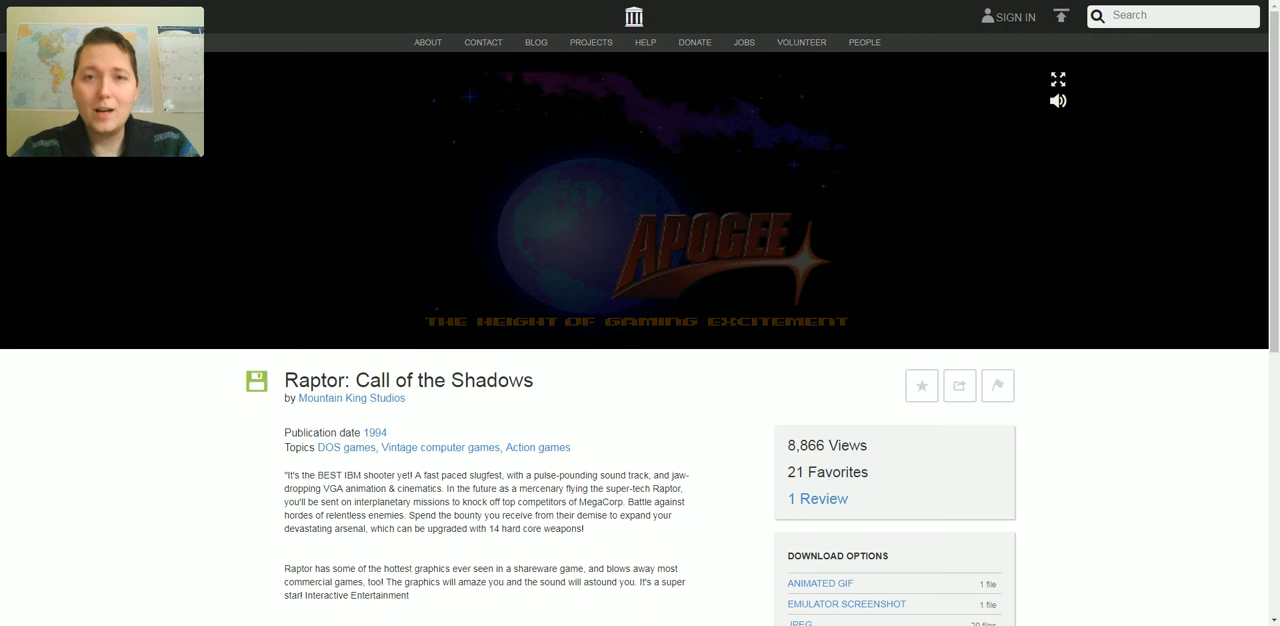 SIGN IN
Search
ABOUT CONTACT BLOG PROJECTS HELP DONATE JOBS VOLUNTEER PEOPLE
APOGEE
THE HEIGHT OF GAMING EXCITEMENT
Raptor: Call of the Shadows
by Mountain King Studios
Publication date 1994
Topics DOS games, Vintage computer games, Action games
"It's the BEST IBM shooter yet! A fast paced slugfest, with a pulse-pounding sound track, and jaw-
dropping VGA animation & cinematics. In the future as a mercenary flying the super-tech Raptor,
you'll be sent on interplanetary missions to knock off top competitors of MegaCorp. Battle against
hordes of relentless enemies. Spend the bounty you receive from their demise to expand your
devastating arsenal, which can be upgraded with 14 hard core weapons!
Raptor has some of the hottest graphics ever seen in a shareware game, and blows away most
commercial games, too! The graphics will amaze you and the sound will astound you. It's a super
star! Interactive Entertainment
8,866 Views
21 Favorites
1 Review
DOWNLOAD OPTIONS
ANIMATED GIF 1 file
EMULATOR SCREENSHOT 1 file
JPEG